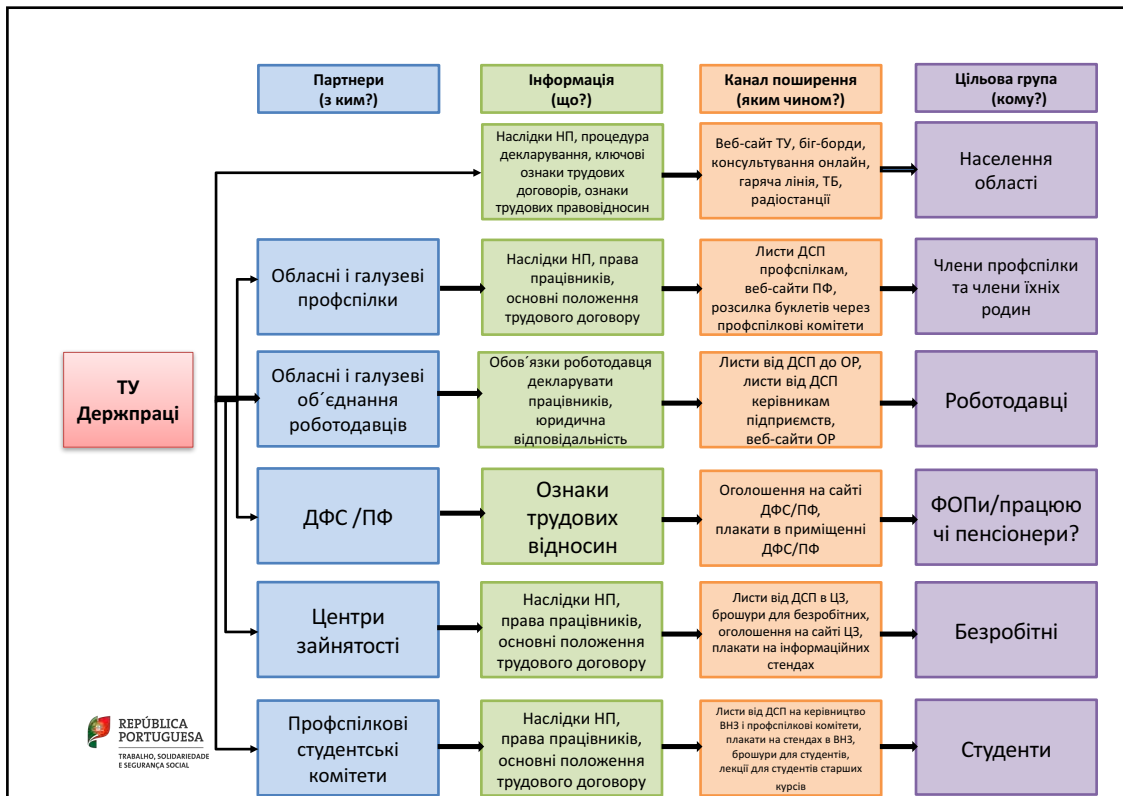 Партнери
(з ким?)
Інформація
(що?)
Канал поширення
(яким чином?)
Цільова група
(кому?)
Наслідки НП, процедура
декларування, ключові
ознаки трудових
договорів, ознаки
трудових правовідносин
Веб-сайт ТУ, біг-борди,
консультування онлайн,
гаряча лінія, ТБ,
радіостанції
Населення
області
Обласні і галузеві
профспілки
Наслідки НП, права
працівників,
основні положення
трудового договору
Листи ДСП
профспілкам,
веб-сайти ПФ,
розсилка буклетів через
профспілкові комітети
Члени профспілки
та члени їхніх
родин
ТУ
Держпраці
Обласні і галузеві
об´єднання
роботодавців
Обов´язки роботодавця
декларувати
працівників,
юридична
відповідальність
Листи від ДСП до ОР,
листи від ДСП
керівникам
підприємств,
веб-сайти ОР
Роботодавці
ДФС /ПФ
Ознаки
трудових
відносин
Оголошення на сайті
ДФС/ПФ,
плакати в приміщенні
ДФС/ПФ
ФОПи/працюю
чі пенсіонери?
Центри
зайнятості
Наслідки НП,
права працівників,
основні положення
трудового договору
Листи від ДСП в ЦЗ,
брошури для безробітних,
оголошення на сайті ЦЗ,
плакати на інформаційних
стендах
Безробітні
Профспілкові
студентські
комітети
Наслідки НП,
права працівників,
основні положення
трудового договору
Листи від ДСП на керівництво
ВНЗ і профспілкові комітети,
плакати на стендах в ВНЗ,
брошури для студентів,
лекції для студентів старших
курсів
Студенти
REPÚBLICA
PORTUGUESA
TRABALHO, SOLIDARIEDADE
E SEGURANÇA SOCIAL